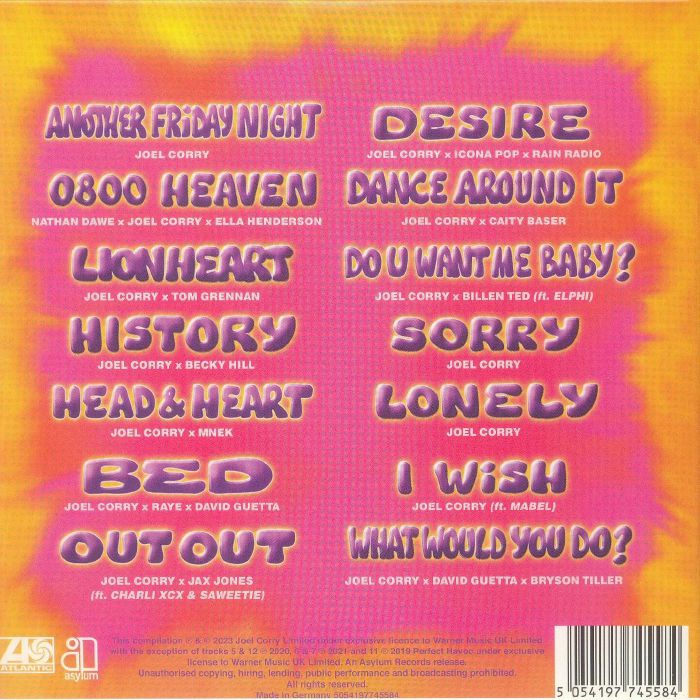 ANOTHER FRIDAY NIGHT
JOEL CORRY
0800 HEAVEN
NATHAN DAWE x JOEL CORRY x ELLA HENDERSON
LIONHEART
JOEL CORRY x TOM GRENNAN
HISTORY
JOEL CORRY x BECKY HILL
HEAD & HEART
JOEL CORRY x MNEK
BED
JOEL CORRY x RAYE x DAVID GUETTA
OUT OUT
JOEL CORRY x JAX JONES
(ft. CHARLI XCX & SAWEETIE)
DESIRE
JOEL CORRY x ICONA POP x RAIN RADIO
DANCE AROUND IT
JOEL CORRY x CAITY BASER
DO U WANT ME BABY?
JOEL CORRY x BILLEN TED (ft. ELPHI)
SORRY
JOEL CORRY
LONELY
JOEL CORRY
I WISH
JOEL CORRY (ft. MABEL)
WHAT WOULD YOU DO?
JOEL CORRY x DAVID GUETTA x BRYSON TILLER
ATLANTIC
asylum
This compilation ℗ & © 2023 Joel Corry Limited under exclusive licence to Warner Music UK Limited
with the exception of tracks 5 & 12 ℗ 2020, 6 & 7 ℗ 2021 and 11 ℗ 2019 Perfect Havoc under exclusive
license to Warner Music UK Limited. An Asylum Records release.
Unauthorised copying, hiring, lending, public performance and broadcasting prohibited.
All rights reserved.
Made in Germany 5054197745584
5 054197 745584